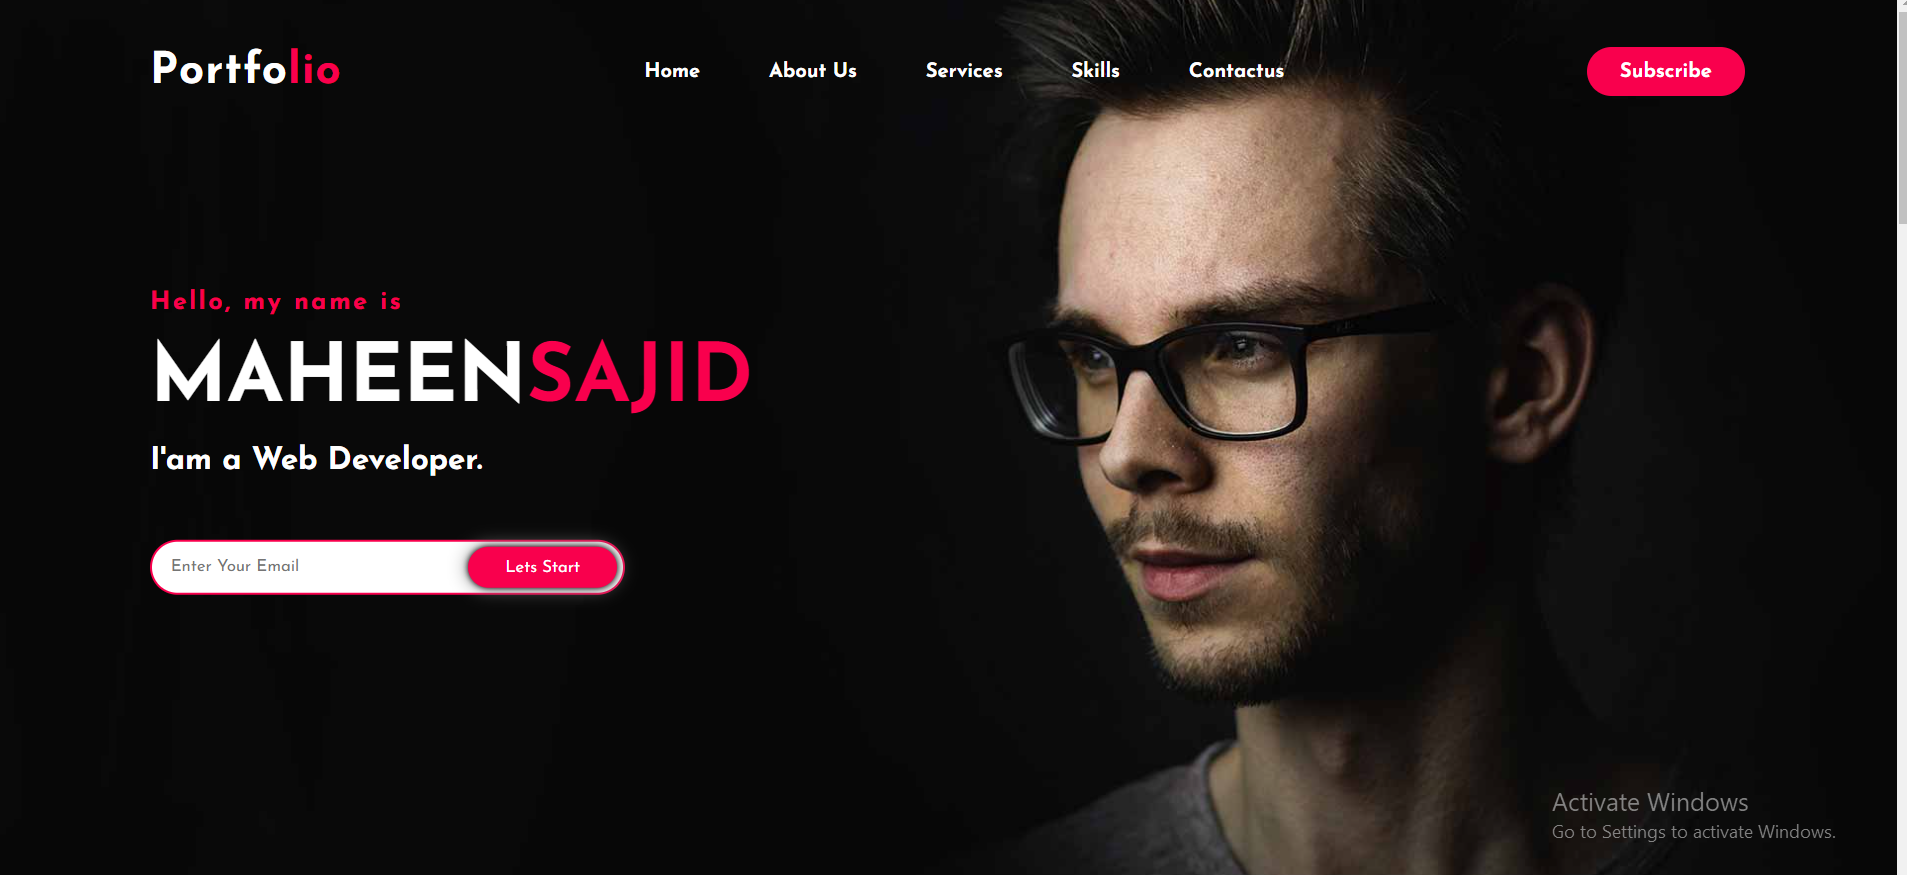 Portfolio
Home About Us Services Skills Contactus
Subscribe
Hello, my name is
MAHEENSAJID
I'am a Web Developer.
Enter Your Email
Lets Start
Activate Windows
Go to Settings to activate Windows.